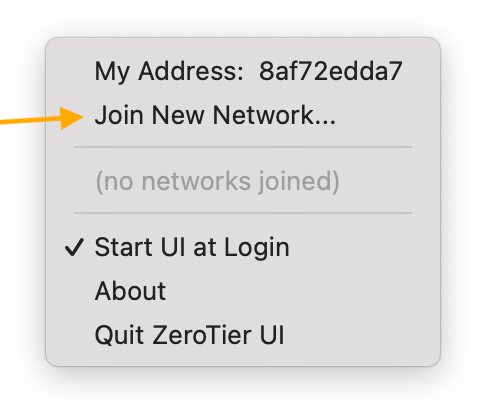 My Address: 8af72edda7
Join New Network...
(no networks joined)
✓ Start UI at Login
About
Quit ZeroTier UI